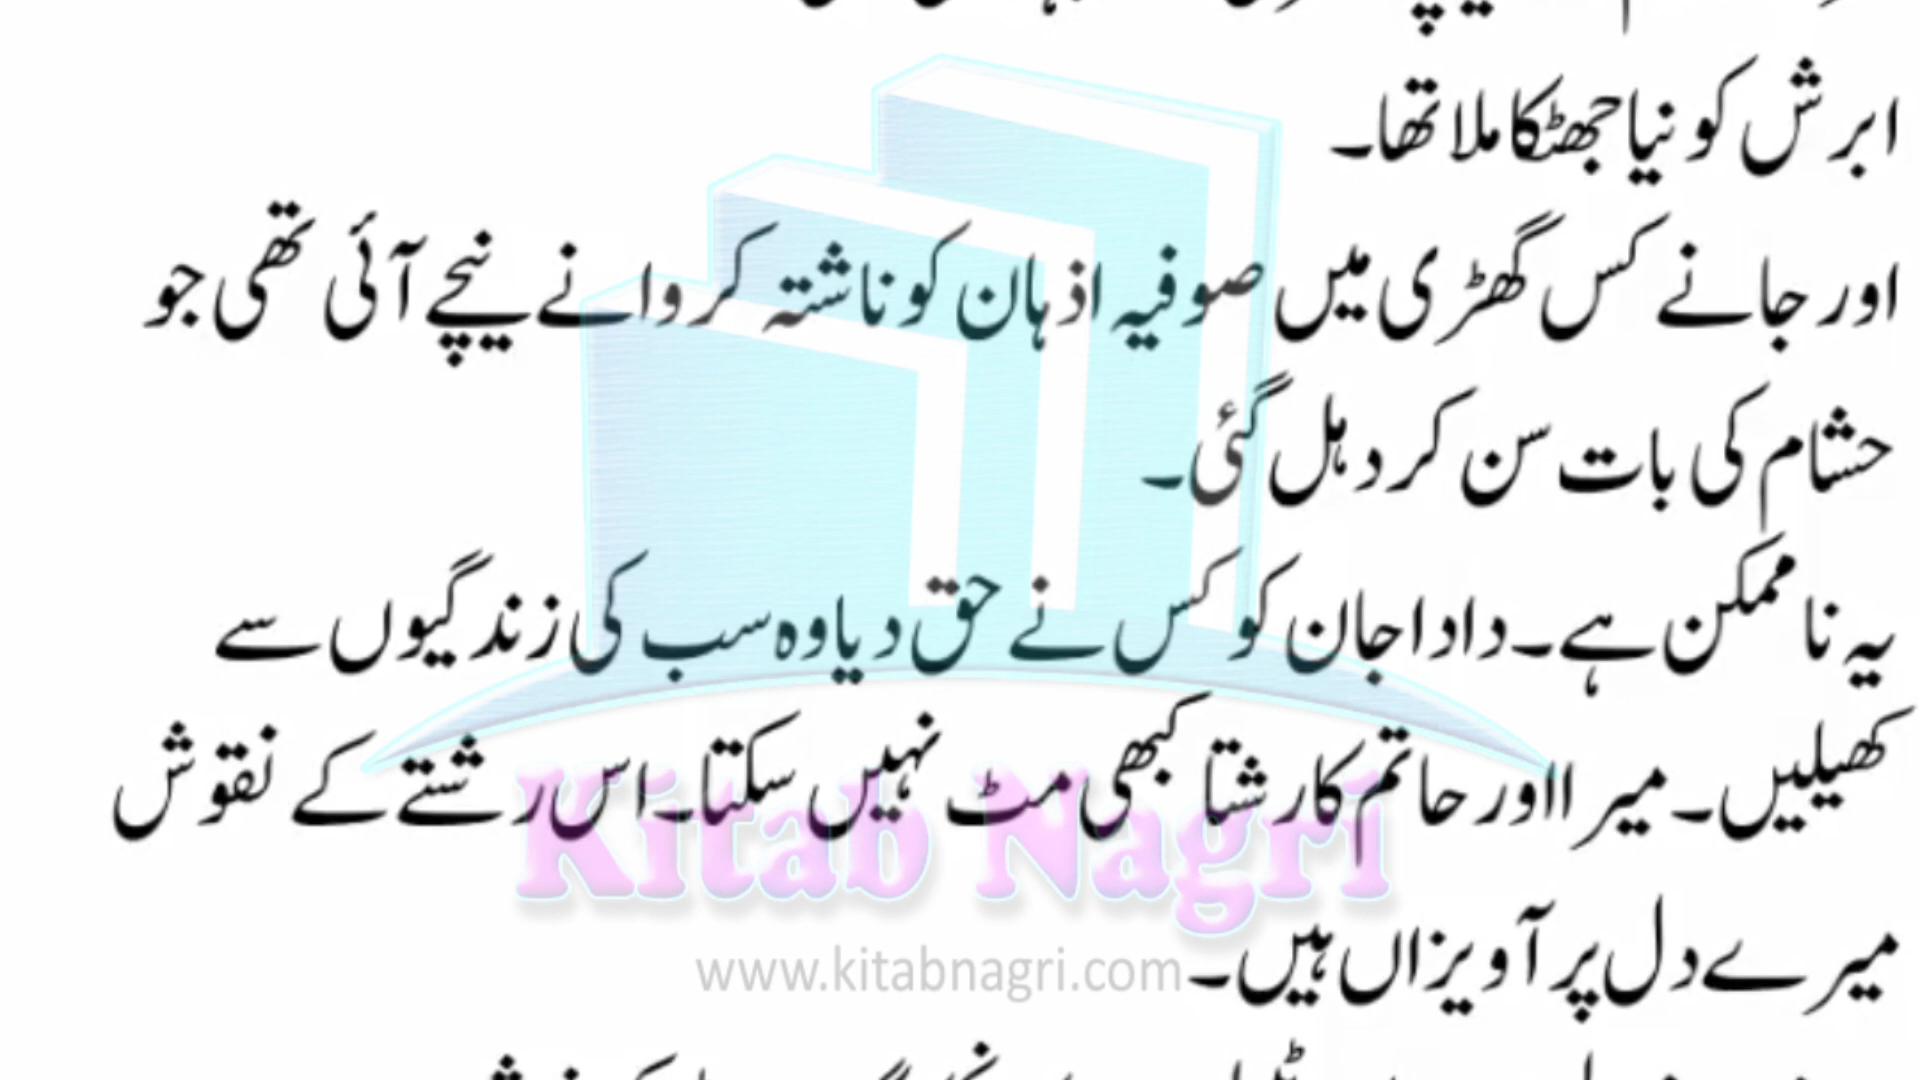 ابرش کو نیا جھٹکا ملا تھا۔
اور جانے کس گھڑی میں صوفیہ اذہان کو ناشتہ کروانے نیچے آئی تھی جو
حشام کی بات سن کر دہل گئی۔
یہ ناممکن ہے۔ دادا جان کو کس نے حق دیا وہ سب کی زندگیوں سے
کھیلیں۔ میرا اور حاتم کا رشتا کبھی مٹ نہیں سکتا۔ اس رشتے کے نقوش
Kitab Nagri
میرے دل پر آویزاں ہیں۔
www.kitabnagri.com